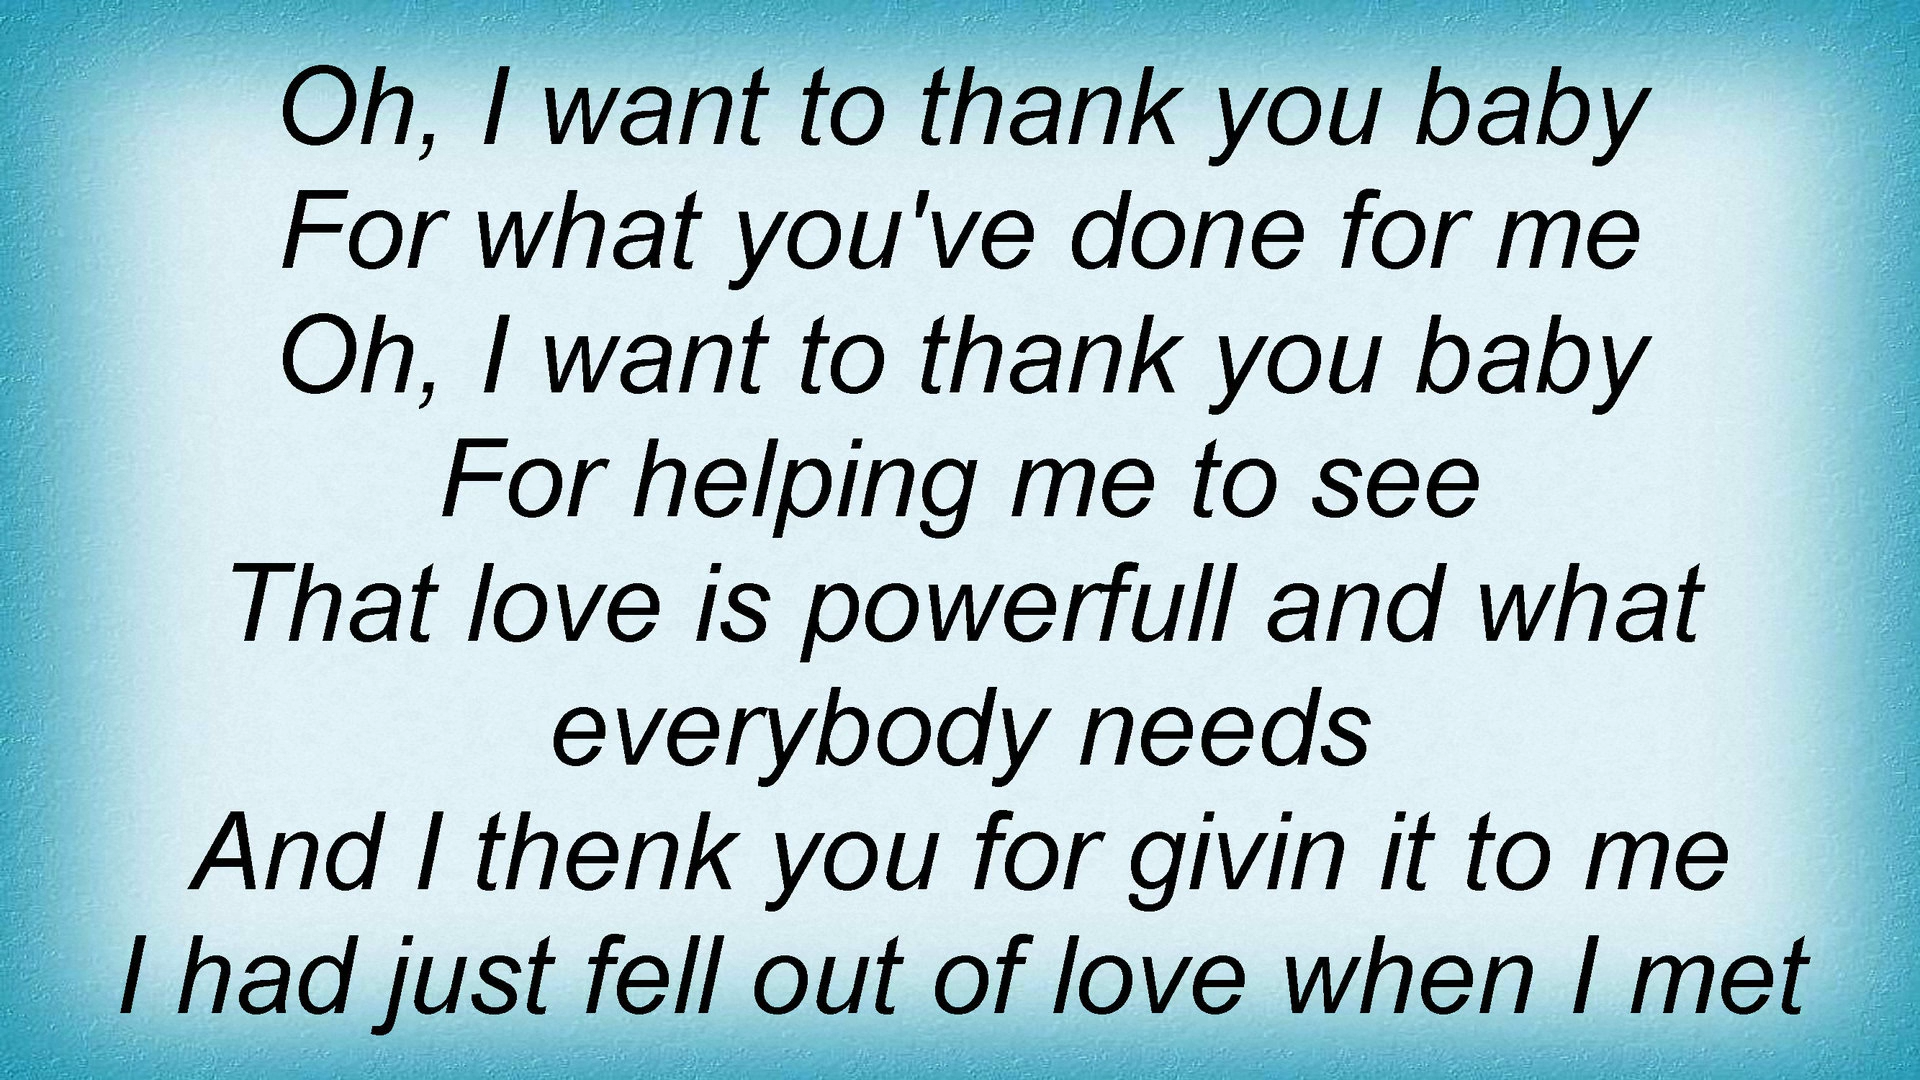 Oh, I want to thank you baby
For what you've done for me
Oh, I want to thank you baby
For helping me to see
That love is powerfull and what
everybody needs
And I thenk you for givin it to me
I had just fell out of love when I met